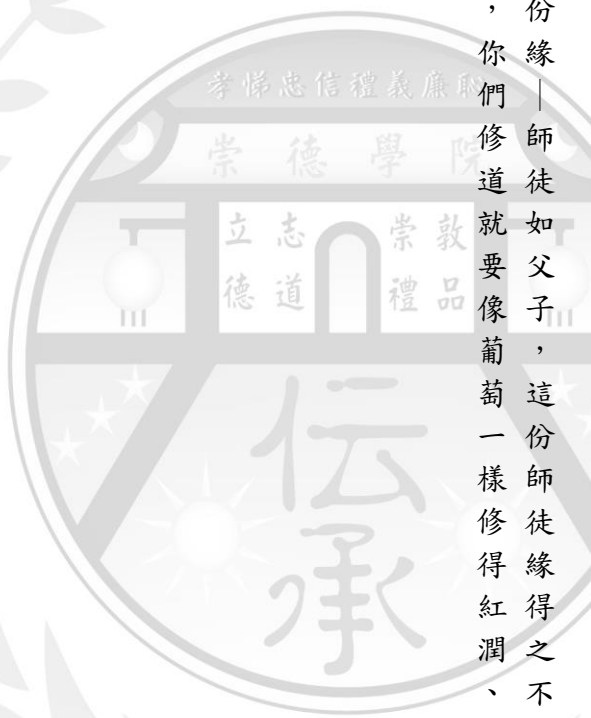 份緣｜師徒如父子，這份師徒緣得之不
，你們修道就要像葡萄一樣修得紅潤、
孝悌忠信禮義廉恥
崇德學院
立志崇敦
德道禮品
伝承